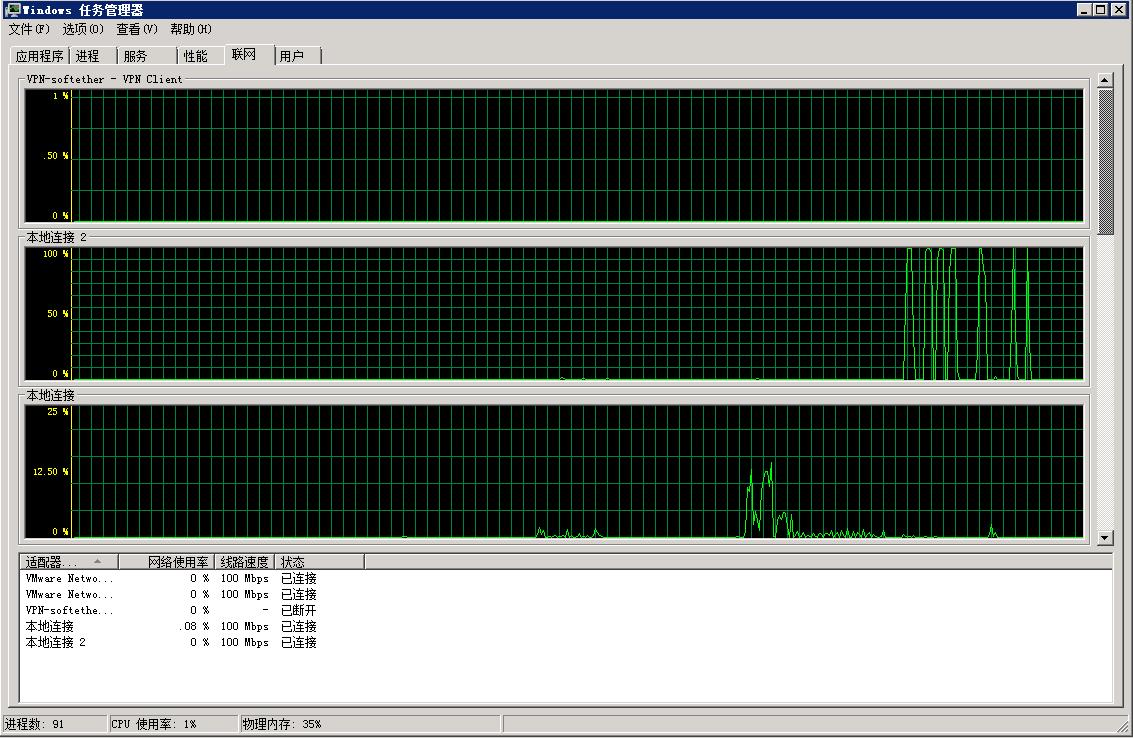 Windows 任务管理器
文件(F) 选项(O) 查看(V) 帮助(H)
应用程序 进程 服务 性能 联网 用户
VPN-softether - VPN Client
1 %
.50 %
0 %
本地连接 2
100 %
50 %
0 %
本地连接
25 %
12.50 %
0 %
适配器... 网络使用率 线路速度 状态
VMware Netwo... 0 % 100 Mbps 已连接
VMware Netwo... 0 % 100 Mbps 已连接
VPN-softethe... 0 % - 已断开
本地连接 .08 % 100 Mbps 已连接
本地连接 2 0 % 100 Mbps 已连接
进程数: 91 CPU 使用率: 1% 物理内存: 35%